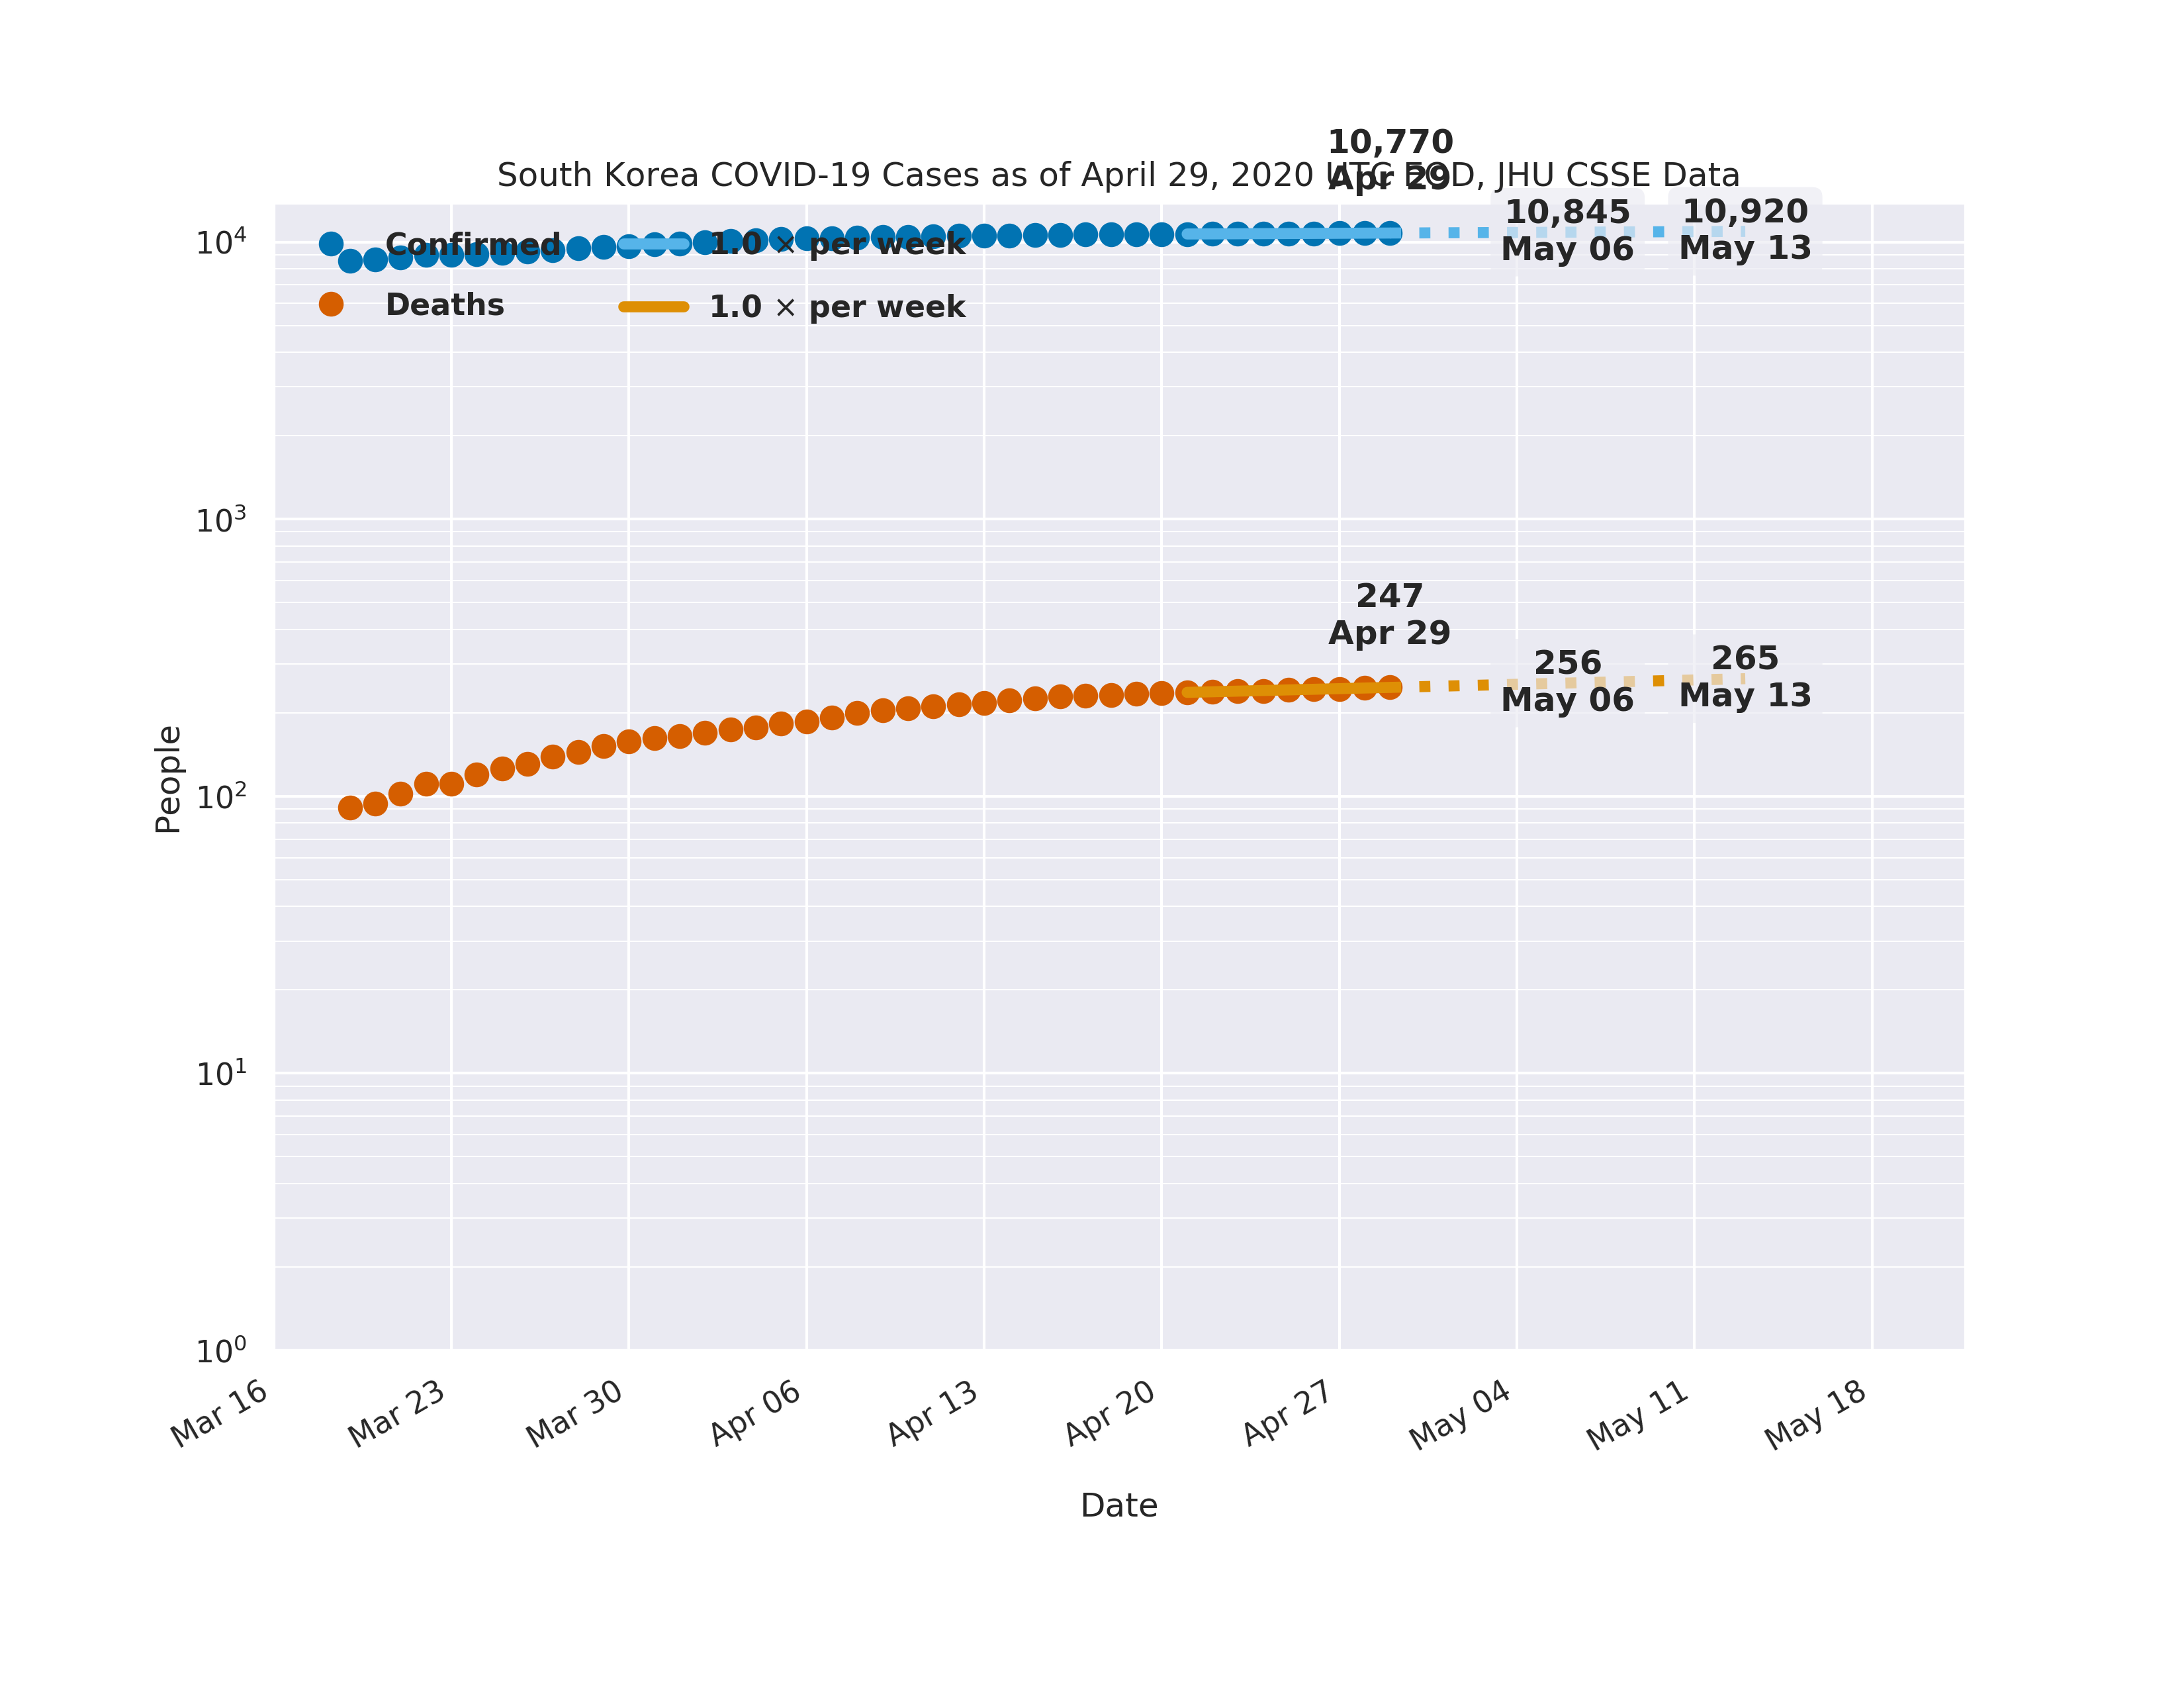 10,770
Apr 29
South Korea COVID-19 Cases as of April 29, 2020 UTC EOD, JHU CSSE Data
10,845
May 06
10,920
May 13
Confirmed
1.0 × per week
Deaths
1.0 × per week
247
Apr 29
256
May 06
265
May 13
People
10⁴
10³
10²
10¹
10⁰
Mar 16
Mar 23
Mar 30
Apr 06
Apr 13
Apr 20
Apr 27
May 04
May 11
May 18
Date